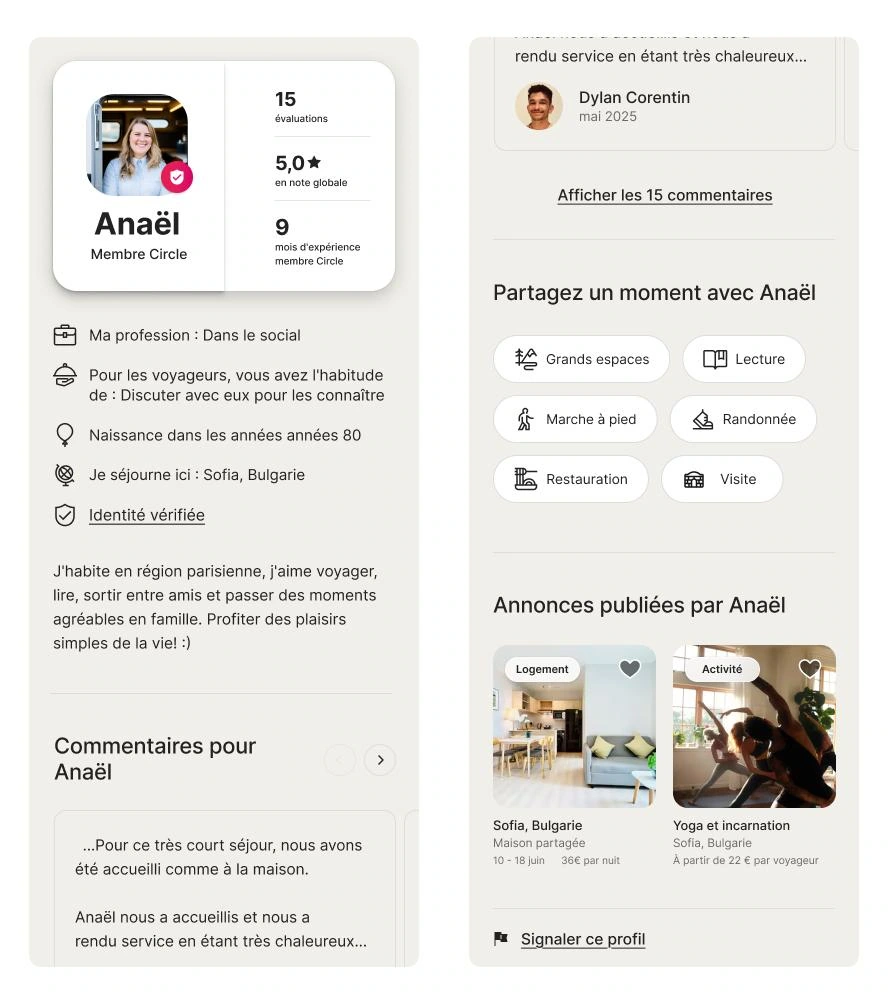 15
évaluations
5,0
en note globale
9
mois d'expérience
membre Circle
Anaël
Membre Circle
Ma profession : Dans le social
Pour les voyageurs, vous avez l'habitude
de : Discuter avec eux pour les connaître
Naissance dans les années années 80
Je séjourne ici : Sofia, Bulgarie
Identité vérifiée
J'habite en région parisienne, j'aime voyager,
lire, sortir entre amis et passer des moments
agréables en famille. Profiter des plaisirs
simples de la vie! :)
Commentaires pour
Anaël
...Pour ce très court séjour, nous avons
été accueilli comme à la maison.
Anaël nous a accueillis et nous a
rendu service en étant très chaleureux...
rendu service en étant très chaleureux...
Dylan Corentin
mai 2025
Afficher les 15 commentaires
Partagez un moment avec Anaël
Grands espaces
Lecture
Marche à pied
Randonnée
Restauration
Visite
Annonces publiées par Anaël
Logement
Activité
Sofia, Bulgarie
Maison partagée
10 - 18 juin 36€ par nuit
Yoga et incarnation
Sofia, Bulgarie
À partir de 22 € par voyageur
Signaler ce profil